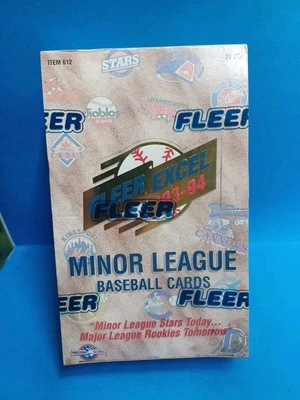 ITEM 612
STARS
diablos
FLEER
FLEER
FLEER EXCEL
1993-94
FLEER
MINOR LEAGUE
BASEBALL CARDS
FLEER
FLEER
"Minor League Stars Today...
Major League Rookies Tomorrow"